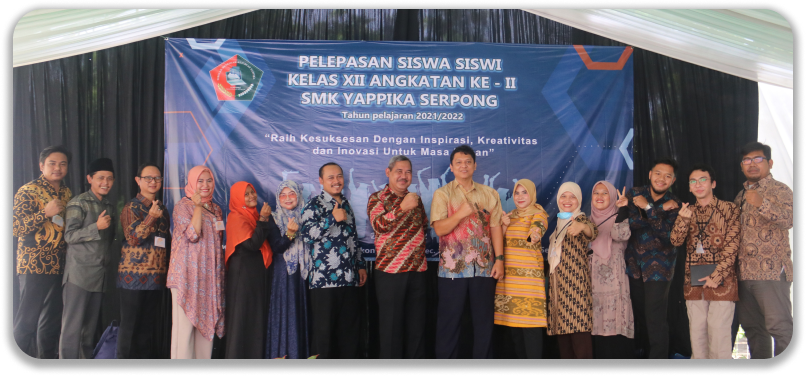 PELEPASAN SISWA SISWI
KELAS XII ANGKATAN KE - II
SMK YAPPIKA SERPONG
Tahun pelajaran 2021/2022
“Raih Kesuksesan Dengan Inspirasi, Kreativitas
dan Inovasi Untuk Masa